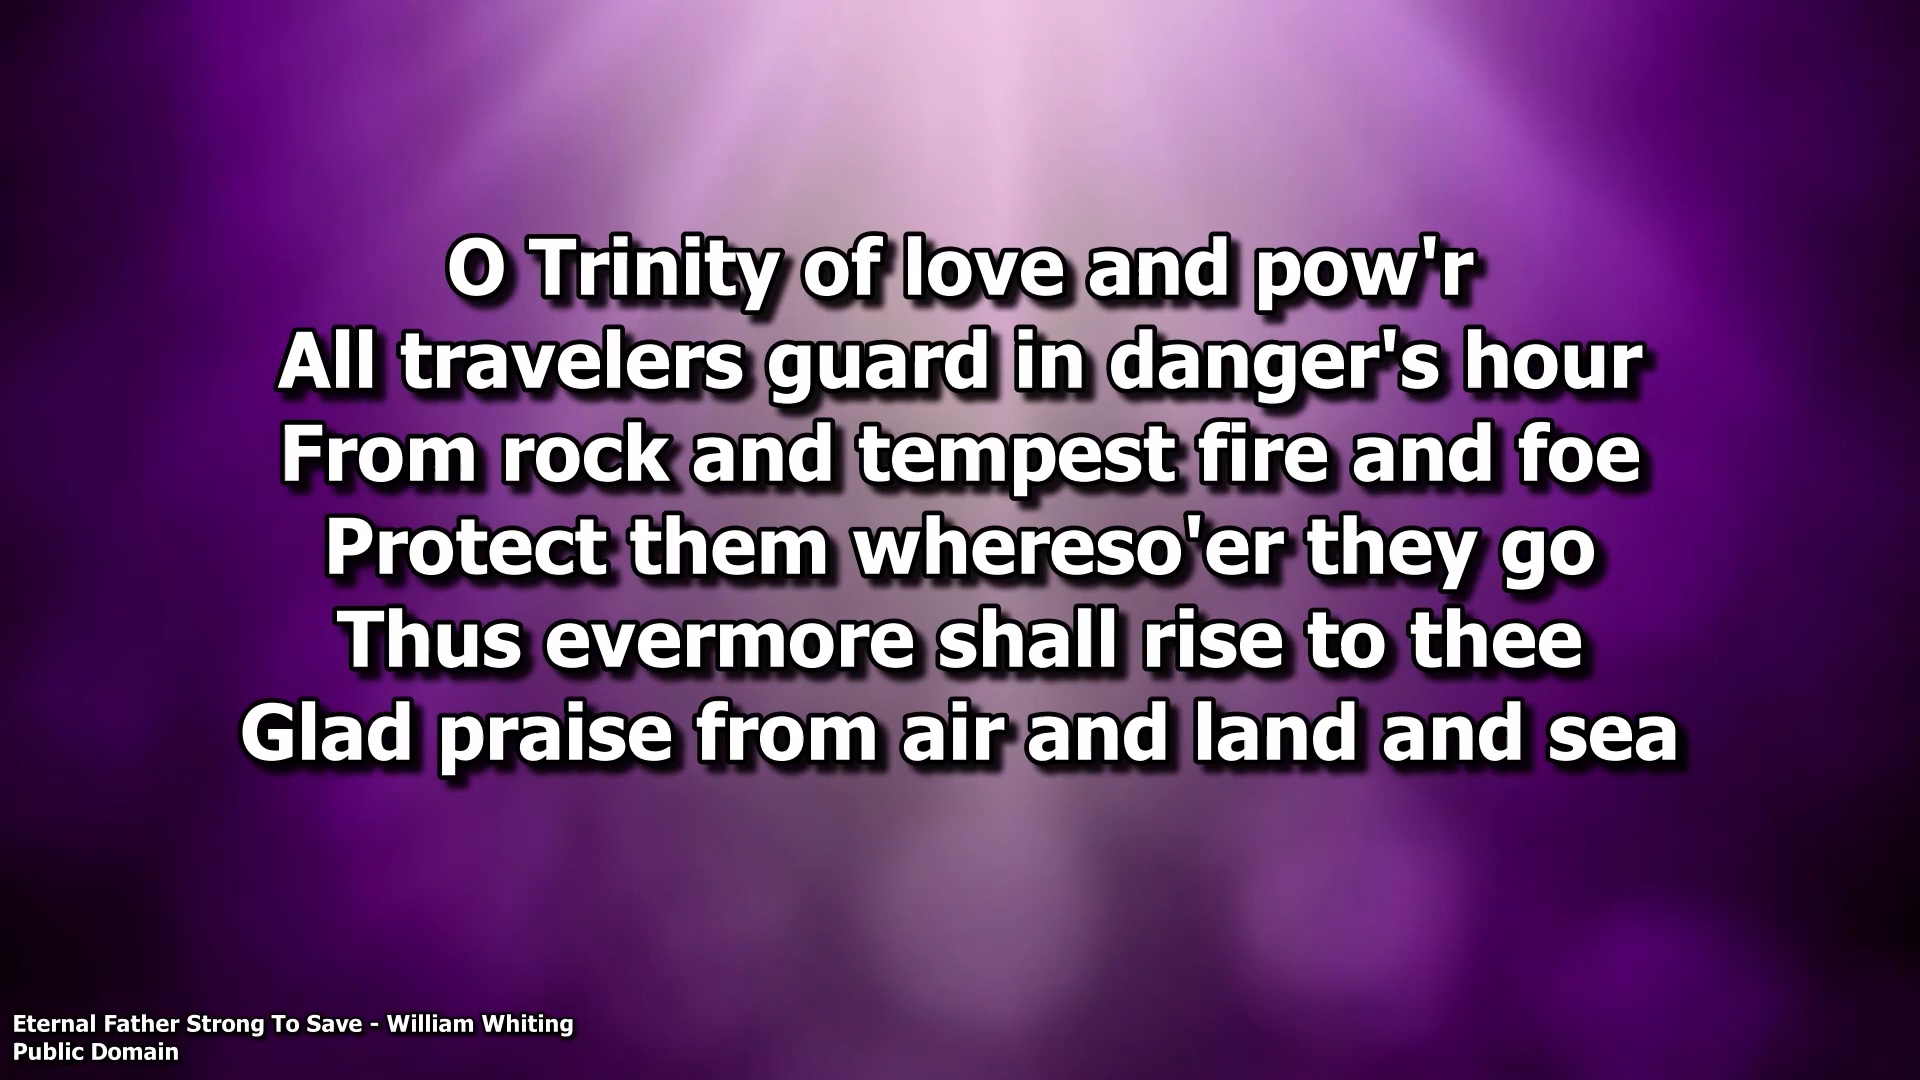 O Trinity of love and pow'r
All travelers guard in danger's hour
From rock and tempest fire and foe
Protect them whereso'er they go
Thus evermore shall rise to thee
Glad praise from air and land and sea
Eternal Father Strong To Save - William Whiting
Public Domain